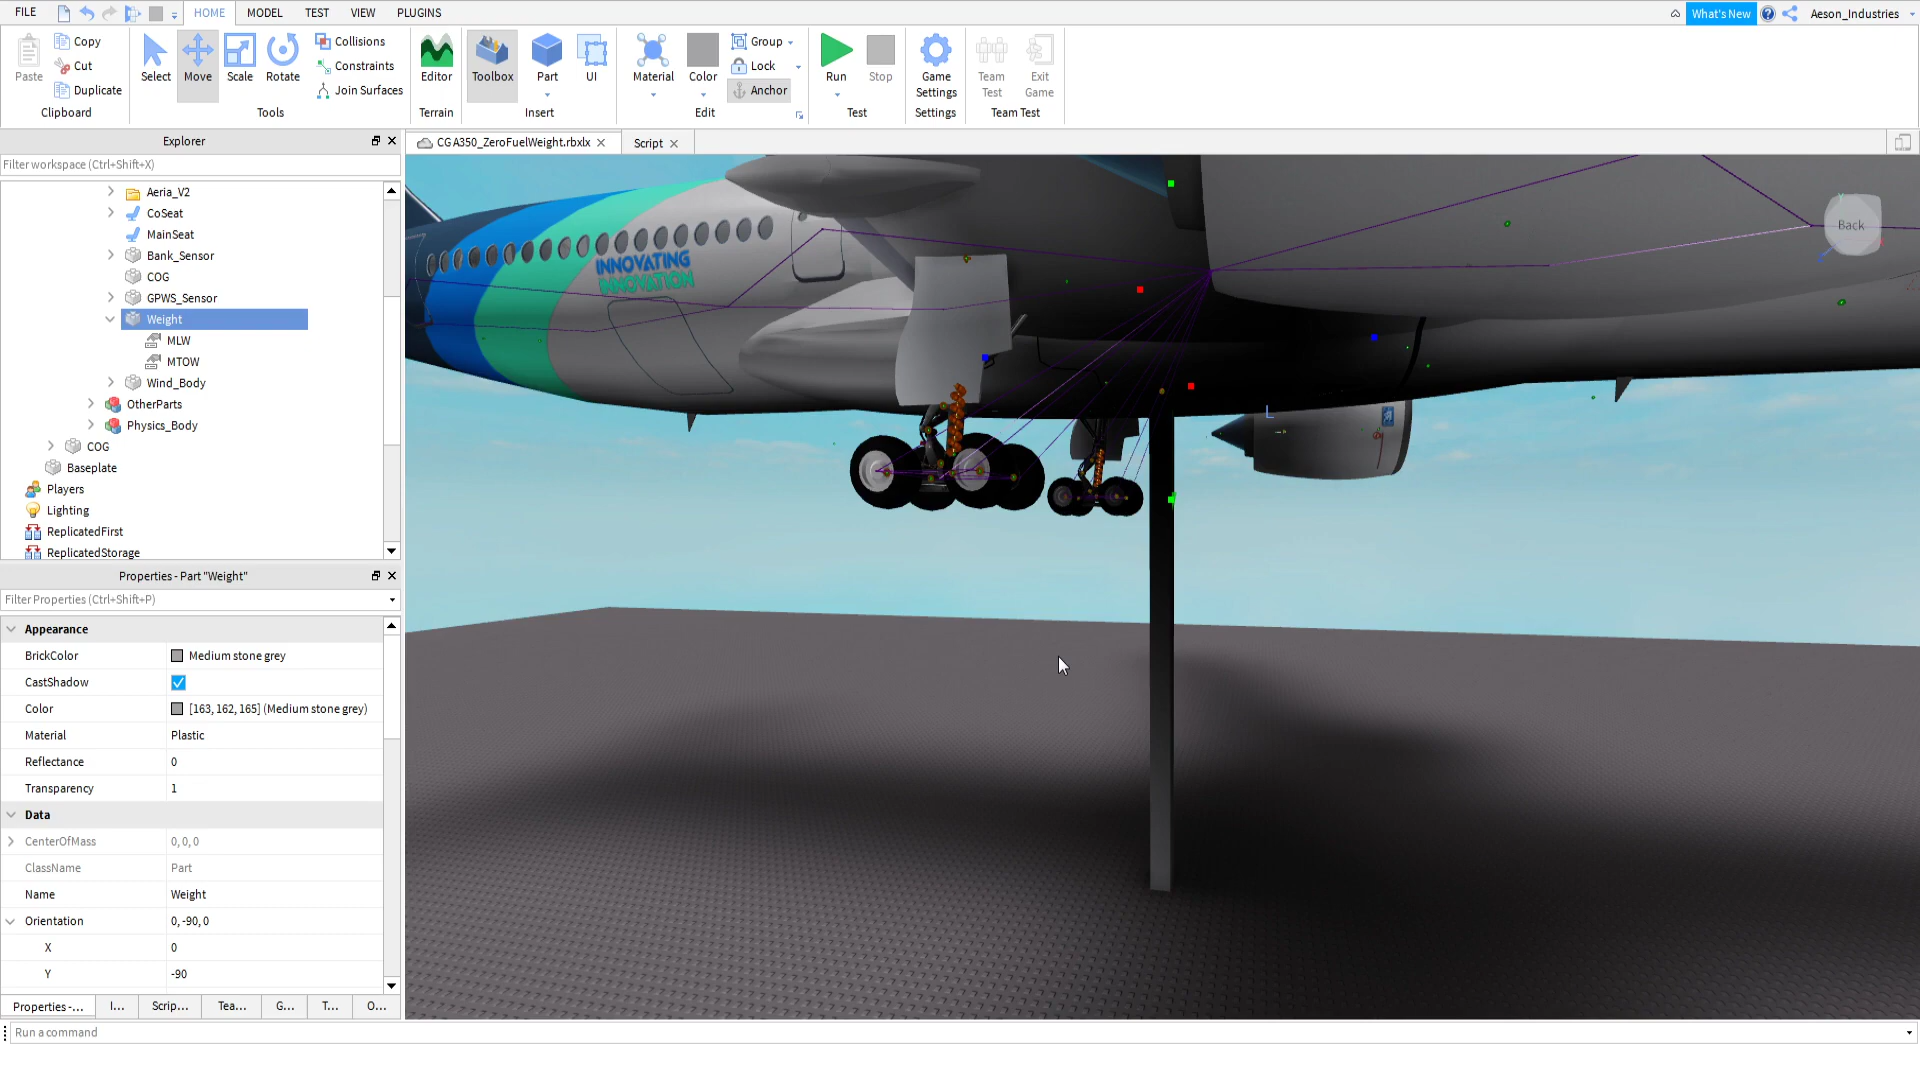 FILE HOME MODEL TEST VIEW PLUGINS What's New Aeson_Industries
Paste Copy Cut Duplicate Clipboard
Select Move Scale Rotate Collisions Constraints Join Surfaces Tools
Editor Terrain
Toolbox Part UI Insert
Material Color Group Lock Anchor Edit
Run Stop Test
Game Settings Settings
Team Test Exit Game Team Test
Explorer
Filter workspace (Ctrl+Shift+X)
Aeria_V2
CoSeat
MainSeat
Bank_Sensor
COG
GPWS_Sensor
Weight
MLW
MTOW
Wind_Body
OtherParts
Physics_Body
COG
Baseplate
Players
Lighting
ReplicatedFirst
ReplicatedStorage
Properties - Part "Weight"
Filter Properties (Ctrl+Shift+P)
Appearance
BrickColor Medium stone grey
CastShadow
Color [163, 162, 165] (Medium stone grey)
Material Plastic
Reflectance 0
Transparency 1
Data
CenterOfMass 0, 0, 0
ClassName Part
Name Weight
Orientation 0, -90, 0
X 0
Y -90
Properties -... I... Scrip... Tea... G... T... O...
Run a command
CG A350_ZeroFuelWeight.rbxlx Script
INNOVATING
INNOVATION
Back
L